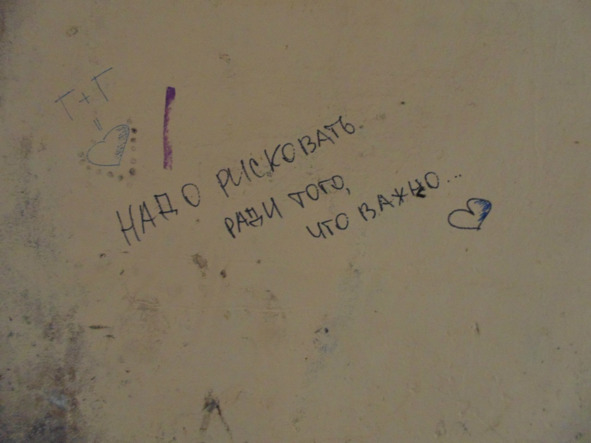 Г+Г
=
НАДО РИСКОВАТЬ
РАДИ ТОГО,
ЧТО ВАЖНО...